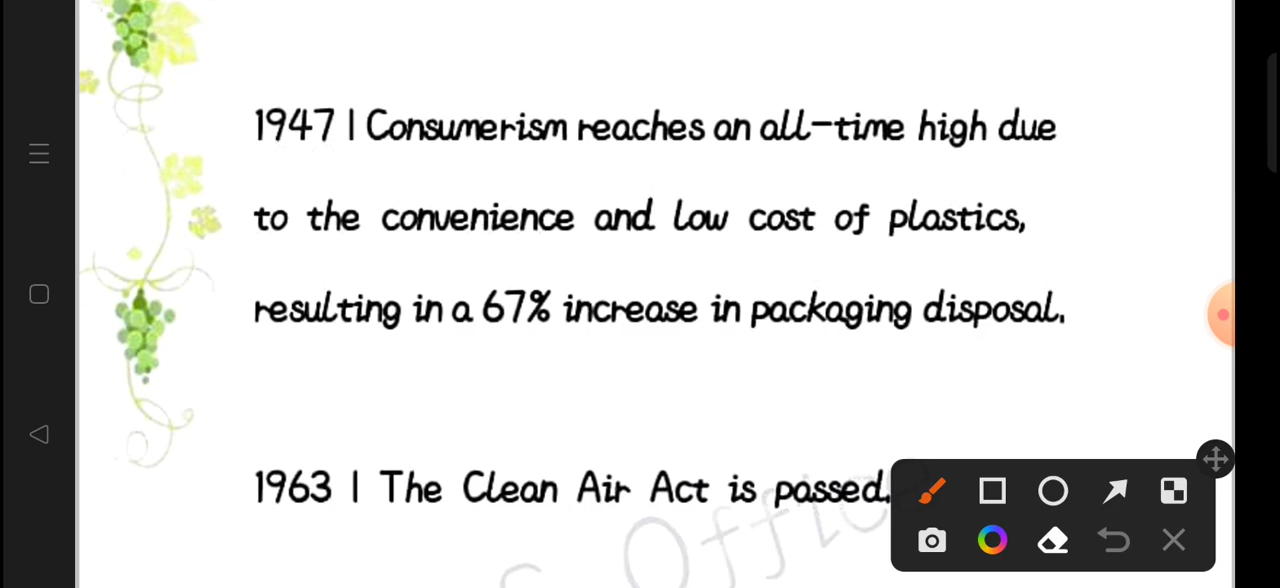 1947 | Consumerism reaches an all-time high due
to the convenience and low cost of plastics,
resulting in a 67% increase in packaging disposal.
1963 | The Clean Air Act is passed.
Office